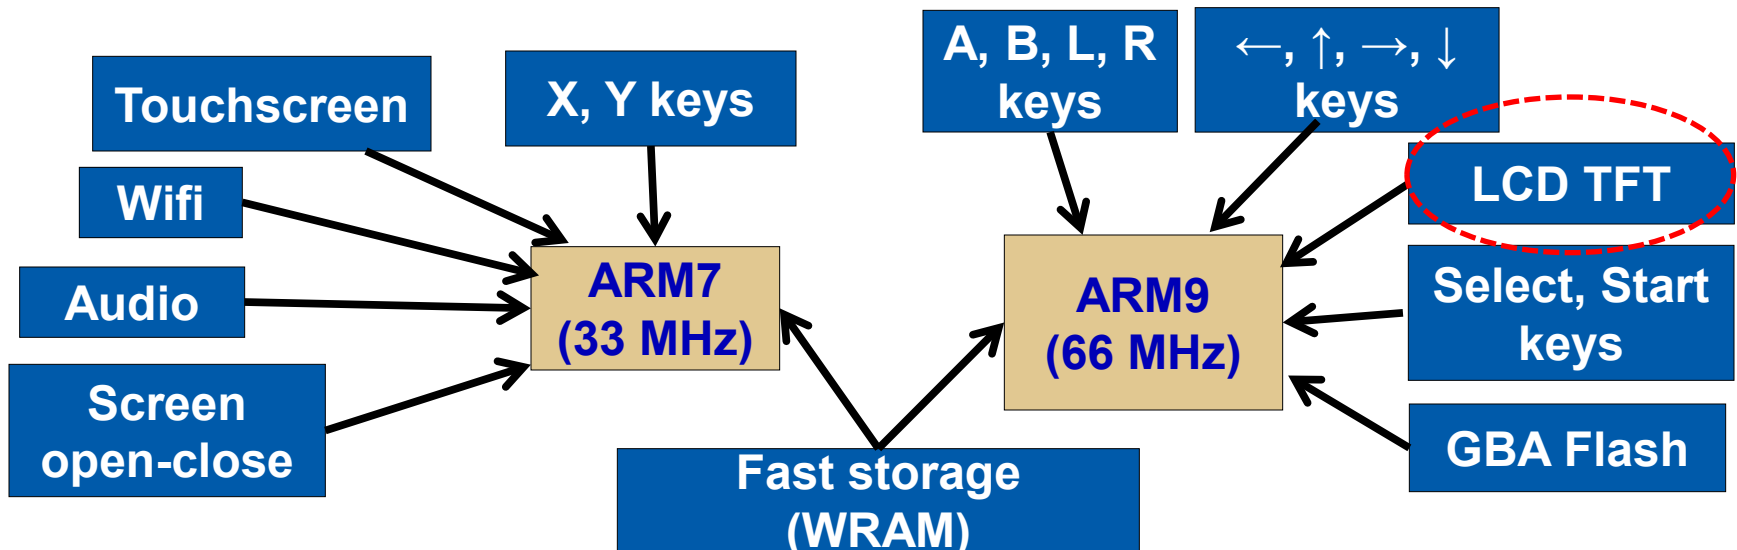 A, B, L, R
keys
←, ↑, →, ↓
keys
Touchscreen
X, Y keys
LCD TFT
Wifi
ARM7
(33 MHz)
ARM9
(66 MHz)
Audio
Select, Start
keys
Screen
open-close
GBA Flash
Fast storage
(WRAM)